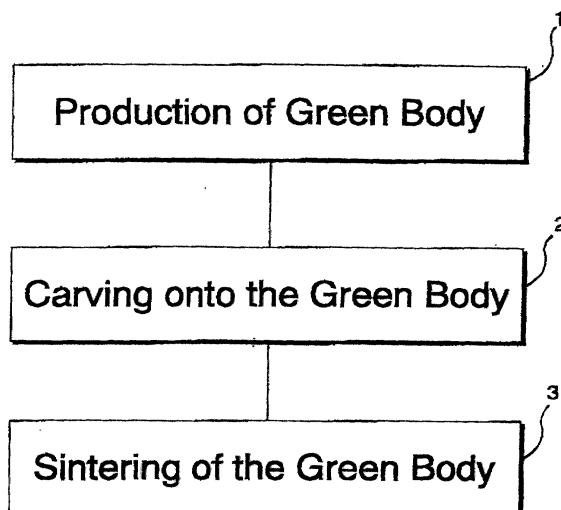 1
Production of Green Body
2
Carving onto the Green Body
3
Sintering of the Green Body